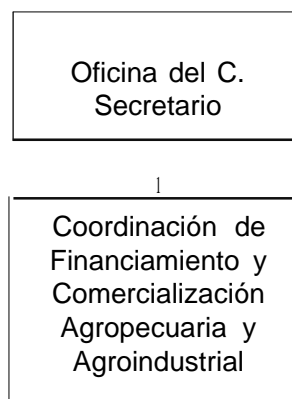 Oficina del C.
Secretario
1
Coordinación de
Financiamiento y
Comercialización
Agropecuaria y
Agroindustrial